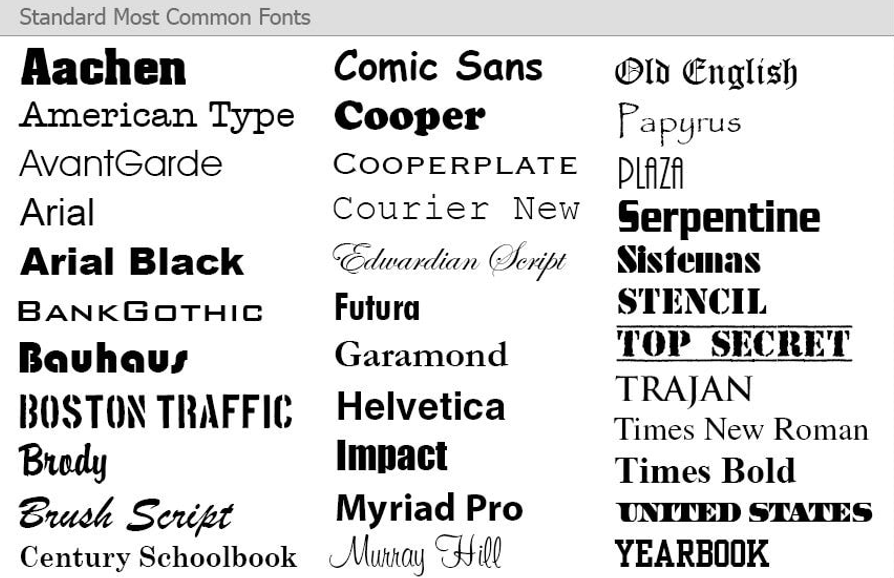 Standard Most Common Fonts
Aachen
American Type
AvantGarde
Arial
Arial Black
BANKGOTHIC
Bauhaus
BOSTON TRAFFIC
Brody
Brush Script
Century Schoolbook
Comic Sans
Cooper
COOPERPLATE
Courier New
Edwardian Script
Futura
Garamond
Helvetica
Impact
Myriad Pro
Murray Hill
Old English
Papyrus
PLAZA
Serpentine
Sistemas
STENCIL
TOP SECRET
TRAJAN
Times New Roman
Times Bold
UNITED STATES
YEARBOOK